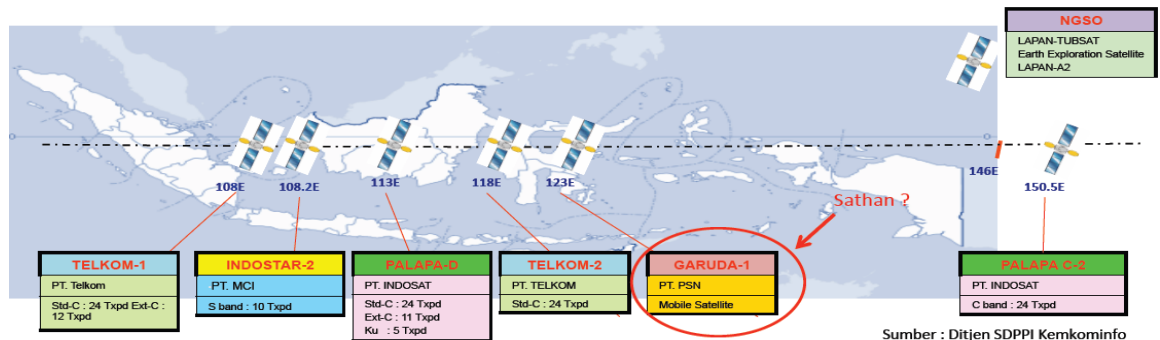 NGSO
LAPAN-TUBSAT
Earth Exploration Satellite
LAPAN-A2
0
0
108E
108.2E
113E
118E
123E
146E
150.5E
Sathan ?
TELKOM-1
PT. Telkom
Std-C : 24 Txpd Ext-C :
12 Txpd
INDOSTAR-2
PT. MCI
S band : 10 Txpd
PALAPA-D
PT. INDOSAT
Std-C : 24 Txpd
Ext-C : 11 Txpd
Ku : 5 Txpd
TELKOM-2
PT. TELKOM
Std-C : 24 Txpd
GARUDA-1
PT. PSN
Mobile Satellite
PALAPA C-2
PT. INDOSAT
C band : 24 Txpd
Sumber : Ditjen SDPPI Kemkominfo